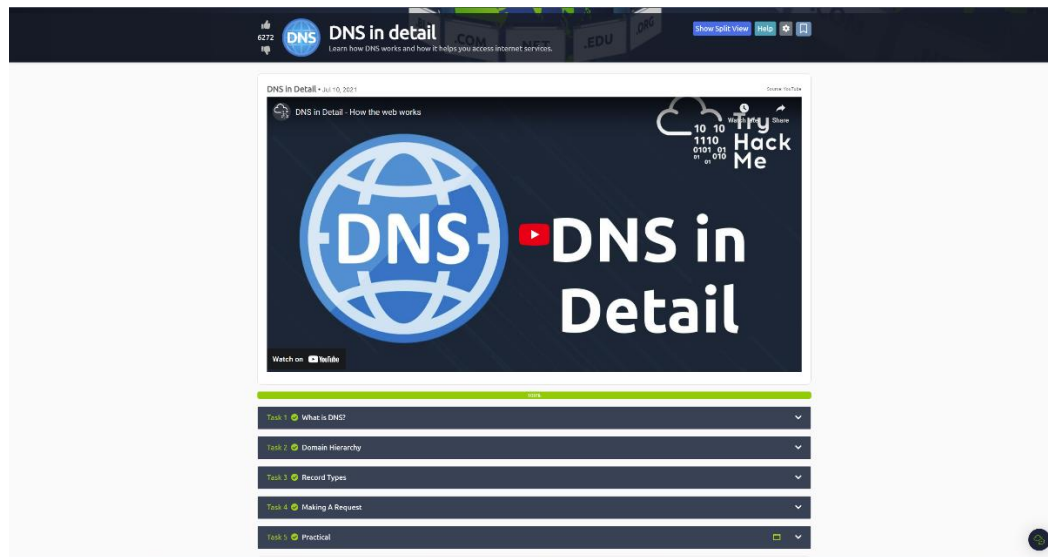 6272
DNS
DNS in detail
Learn how DNS works and how it helps you access internet services.
.COM
.NET
.EDU
.ORG
Show Split View
Help
DNS in Detail • Jul 10, 2021
Source: YouTube
DNS in Detail - How the web works
Share
10 10
1110
0101 01
01 010
01
Try
Hack
Me
DNS
DNS in
Detail
Watch on YouTube
100%
Task 1 What is DNS?
Task 2 Domain Hierarchy
Task 3 Record Types
Task 4 Making A Request
Task 5 Practical